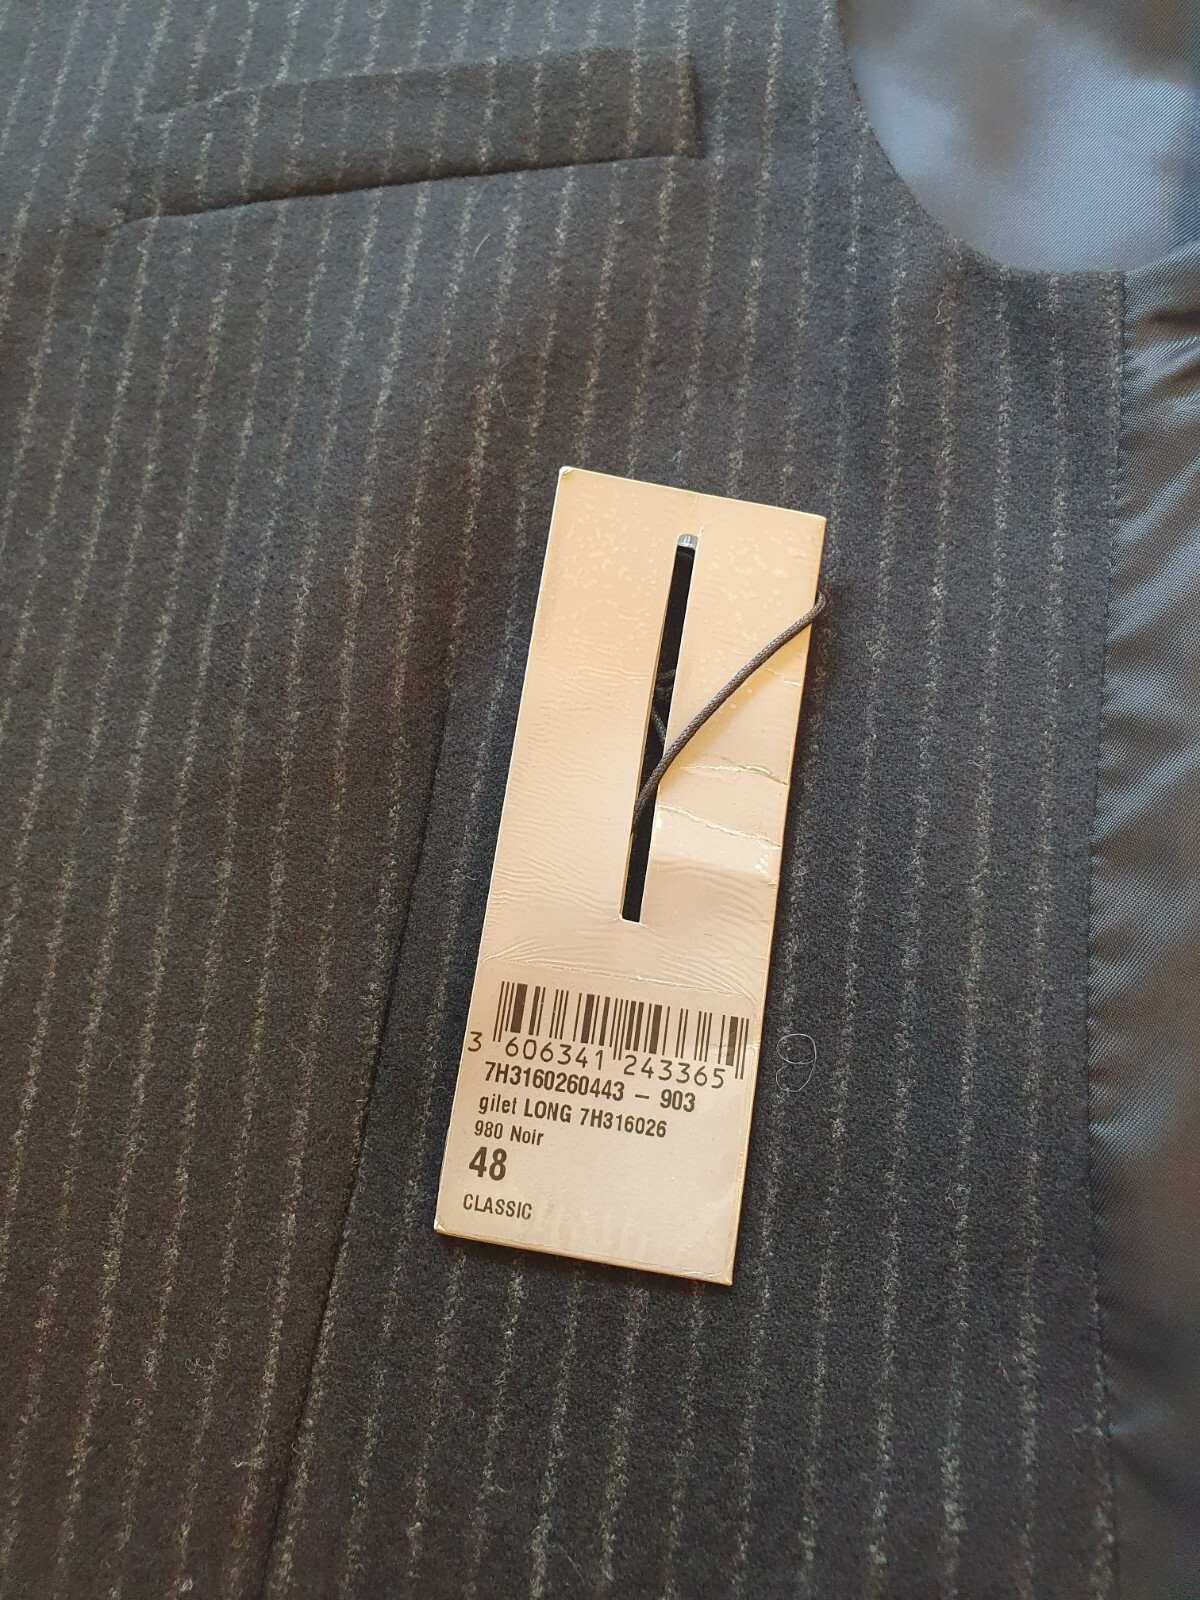 3 606341 243365
7H3160260443 – 903
gilet LONG 7H316026
980 Noir
48
CLASSIC